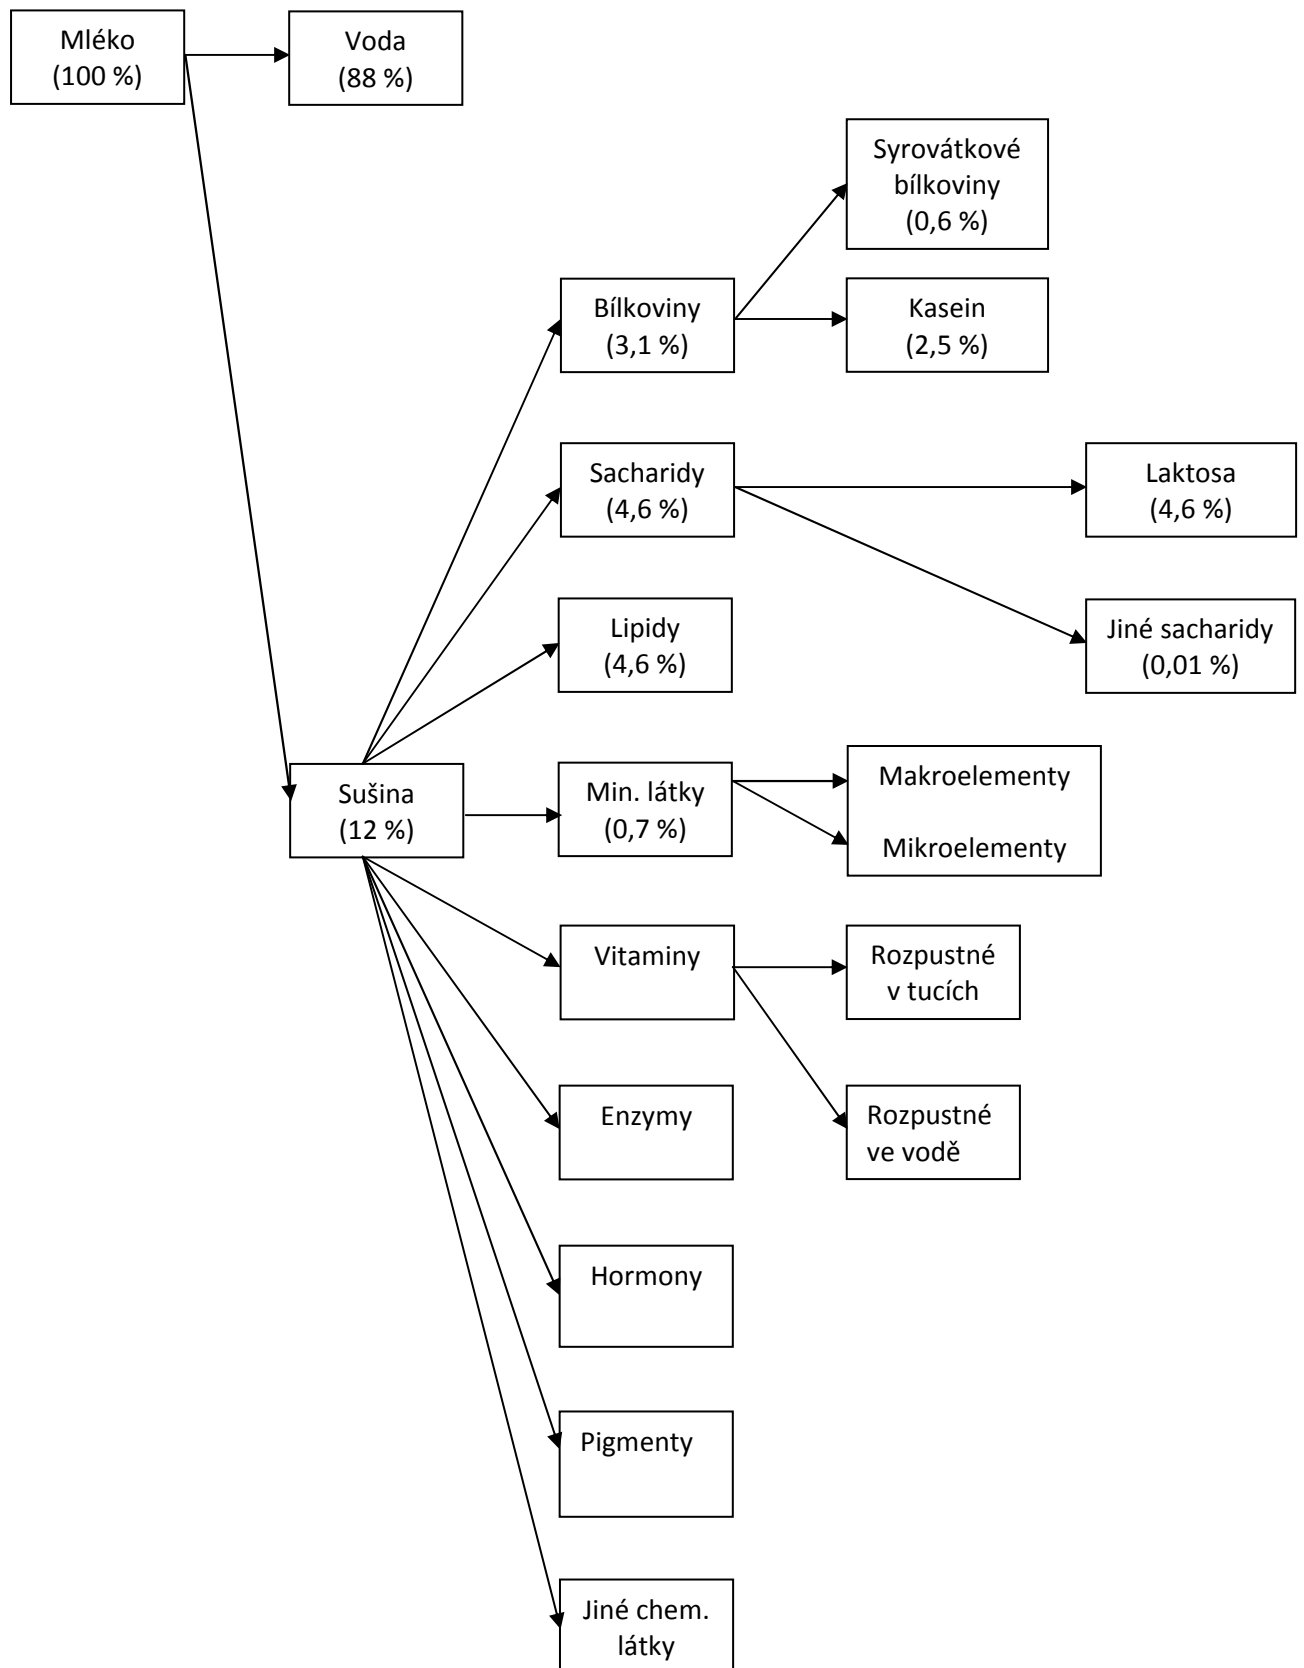 Mléko
(100 %)
Voda
(88 %)
Syrovátkové
bílkoviny
(0,6 %)
Bílkoviny
(3,1 %)
Kasein
(2,5 %)
Sacharidy
(4,6 %)
Laktosa
(4,6 %)
Lipidy
(4,6 %)
Jiné sacharidy
(0,01 %)
Sušina
(12 %)
Min. látky
(0,7 %)
Makroelementy
Mikroelementy
Vitaminy
Rozpustné
v tucích
Enzymy
Rozpustné
ve vodě
Hormony
Pigmenty
Jiné chem.
látky